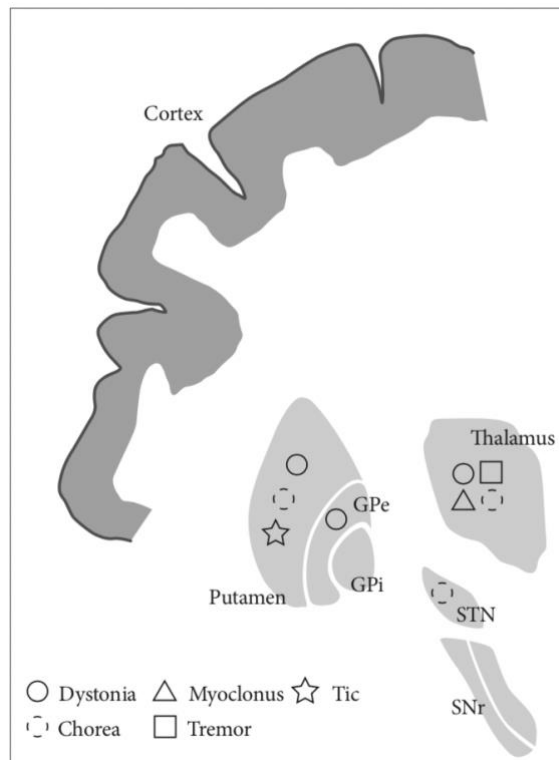 Cortex
Thalamus
GPe
Putamen
GPi
STN
SNr
Dystonia Myoclonus Tic
Chorea Tremor